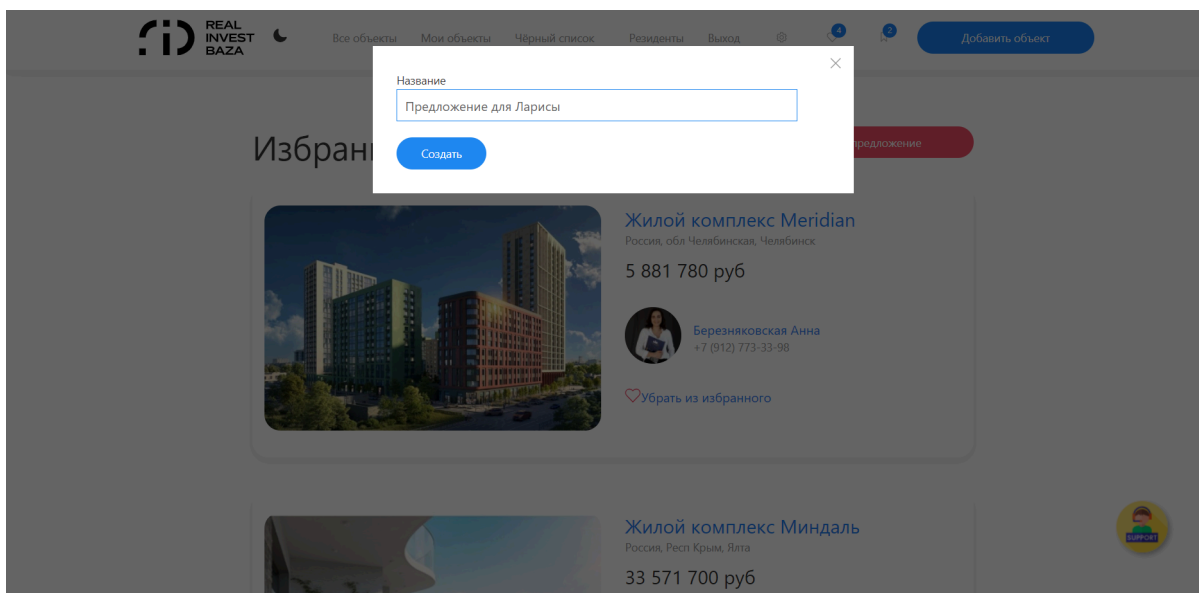 REAL
INVEST
BAZA
Все объекты Мои объекты Чёрный список Резиденты Выход 4 2 Добавить объект
Название
Предложение для Ларисы
Создать
Избран
предложение
Жилой комплекс Meridian
Россия, обл Челябинская, Челябинск
5 881 780 руб
Березняковская Анна
+7 (912) 773-33-98
Убрать из избранного
Жилой комплекс Миндаль
Россия, Респ Крым, Ялта
33 571 700 руб
SUPPORT